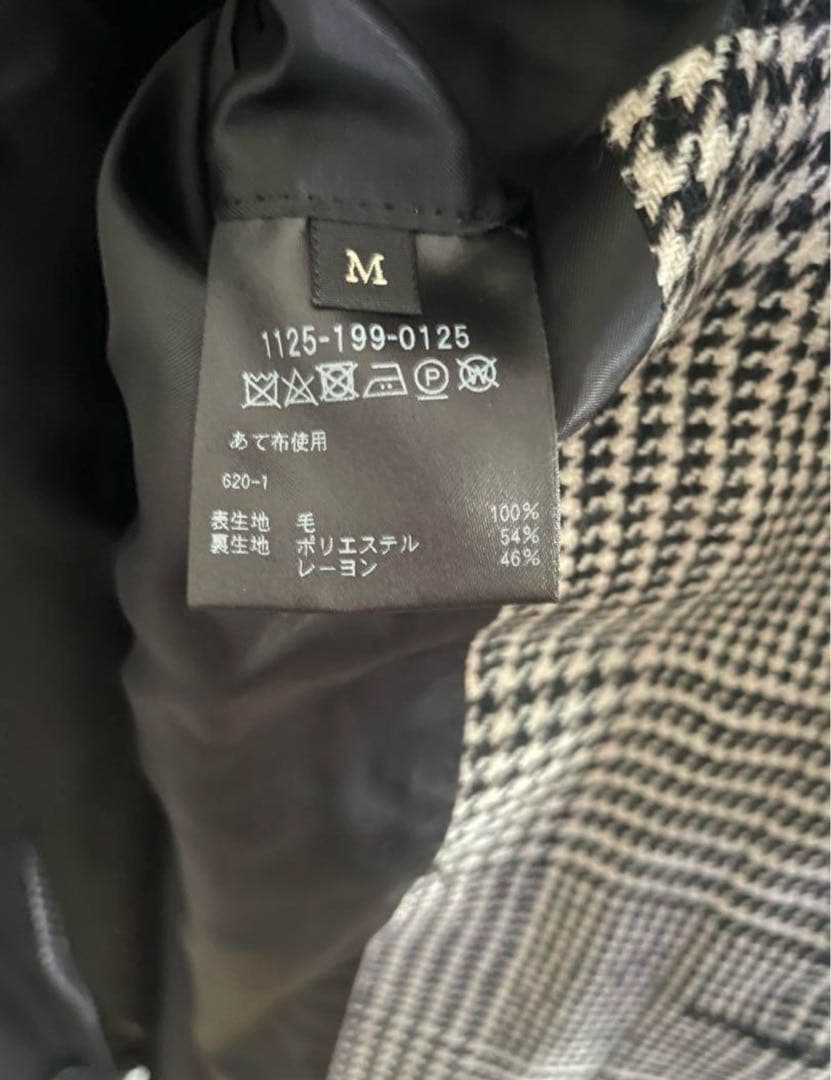 M
1125-199-0125
P W
あて布使用
620-1
表生地 毛 100%
裏生地 ポリエステル 54%
レーヨン 46%